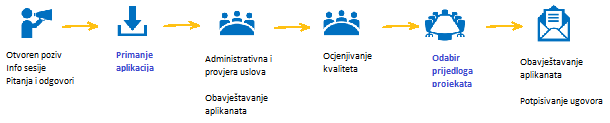 Otvoren poziv
Info sesije
Pitanja i odgovori
Primanje
aplikacija
Administrativna i
provjera uslova
Obavještavanje
aplikanata
Ocjenjivanje
kvaliteta
Odabir
prijedloga
projekata
Obavještavanje
aplikanata
Potpisivanje ugovora